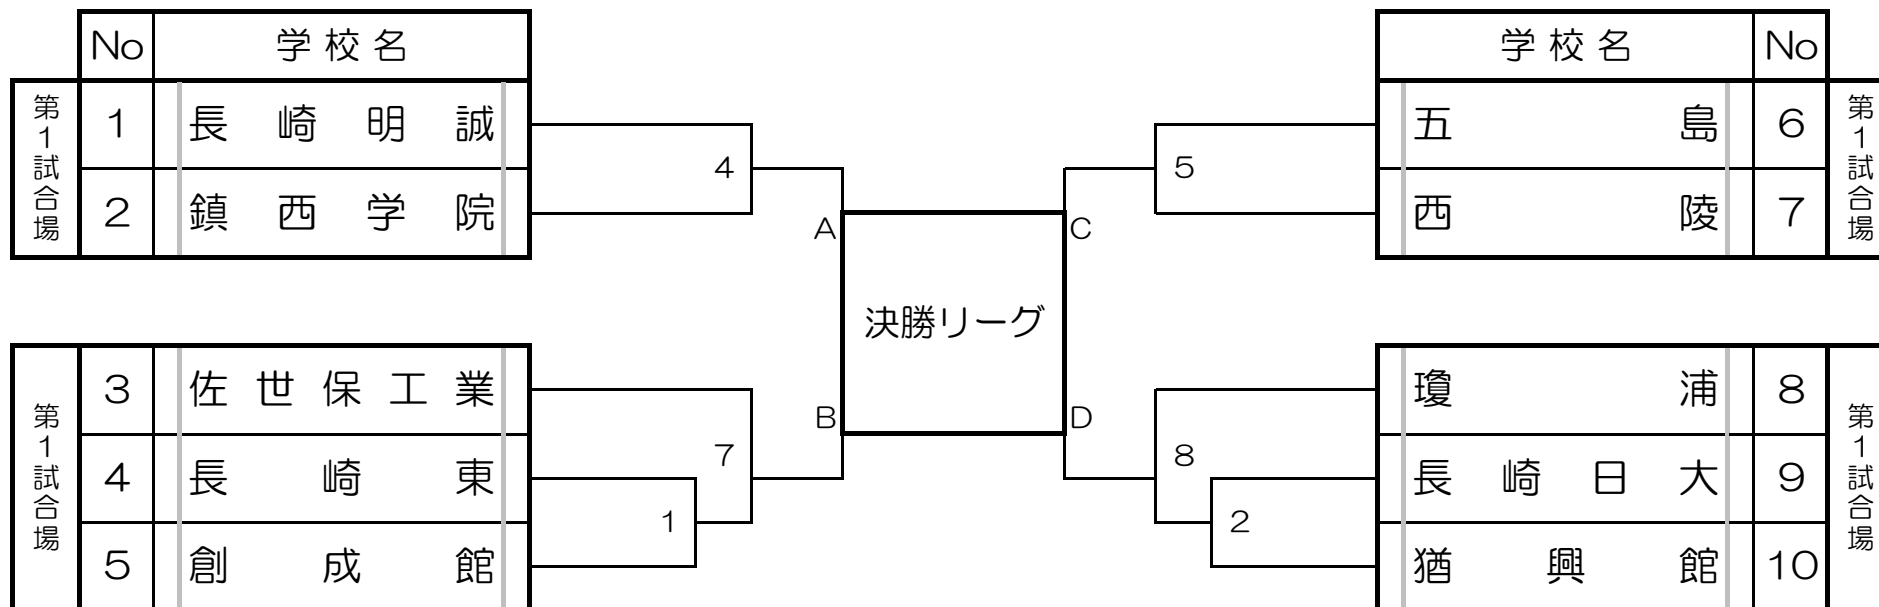 No 学校名
第1試合場
1 長崎明誠
2 鎮西学院
4
A
第1試合場
3 佐世保工業
4 長崎東
5 創成館
7
1
B
決勝リーグ
学校名 No
五島 6
西陵 7
第1試合場
5
C
瓊浦 8
長崎日大 9
猶興館 10
第1試合場
8
2
D